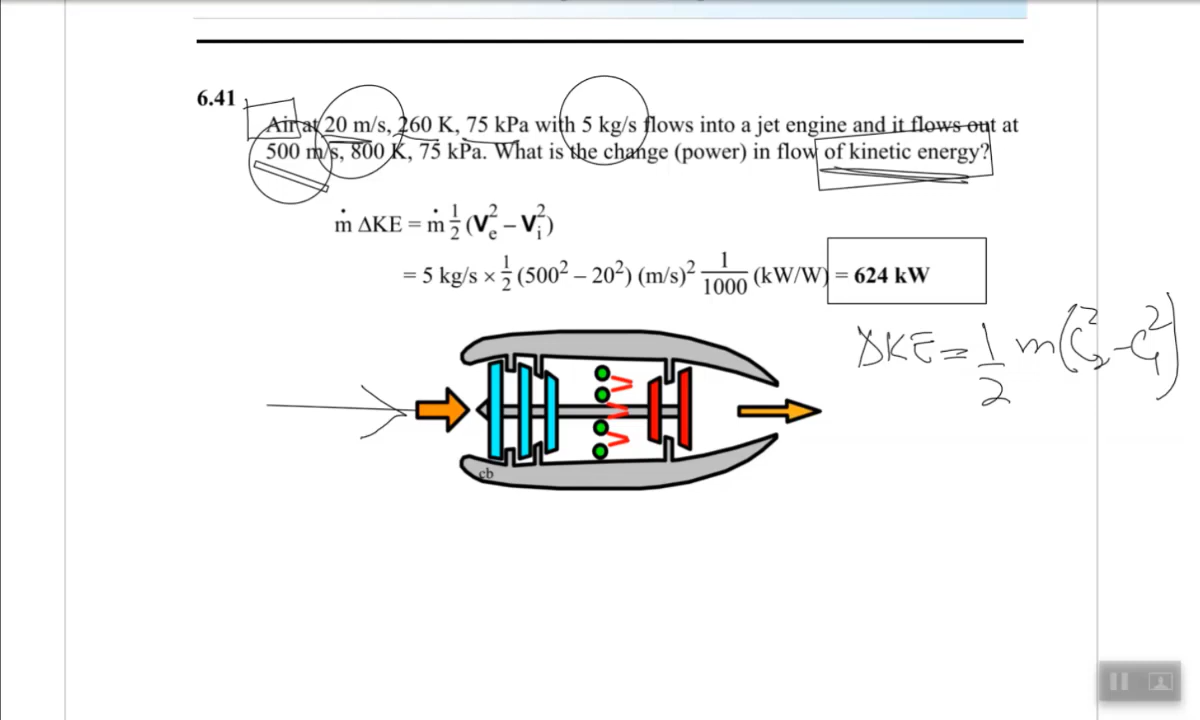 6.41
Air at 20 m/s, 260 K, 75 kPa with 5 kg/s flows into a jet engine and it flows out at
500 m/s, 800 K, 75 kPa. What is the change (power) in flow of kinetic energy?
ṁ ΔKE = ṁ ½ (Vₑ² – Vᵢ²)
= 5 kg/s × ½ (500² – 20²) (m/s)² 1/1000 (kW/W) = 624 kW
ΔKE = 1/2 m(C₂² - C₁²)
cb